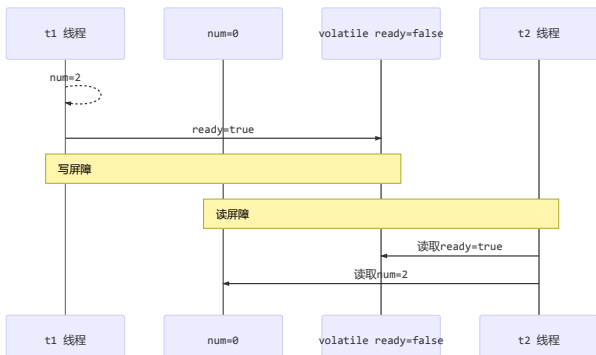 t1 线程 num=0 volatile ready=false t2 线程
num=2
ready=true
写屏障
读屏障
读取ready=true
读取num=2
t1 线程 num=0 volatile ready=false t2 线程